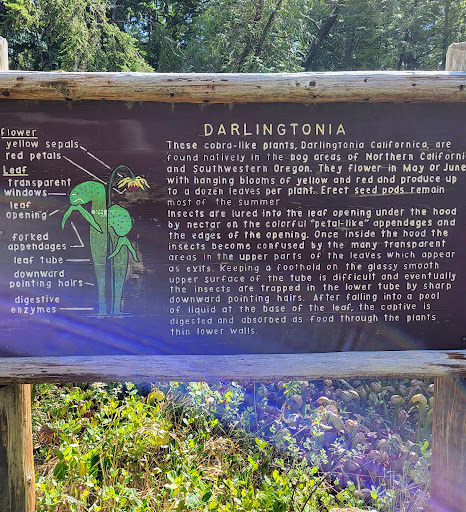 Flower
yellow sepals
red petals
Leaf
transparent
windows
leaf
opening
forked
appendages
leaf tube
downward
pointing hairs
digestive
enzymes
DARLINGTONIA
These cobra-like plants, Darlingtonia Californica, are
found natively in the bog areas of Northern Californi
and Southwestern Oregon. They flower in May or June
with hanging blooms of yellow and red and produce up
to a dozen leaves per plant. Erect seed pods remain
most of the summer
Insects are lured into the leaf opening under the hood
by nectar on the colorful "petal-like" appendages and
the edges of the opening. Once inside the hood the
insects become confused by the many transparent
areas in the upper parts of the leaves which appear
as exits. Keeping a foothold on the glassy smooth
upper surface of the tube is difficult and eventually
the insects are trapped in the lower tube by sharp
downward pointing hairs. After falling into a pool
of liquid at the base of the leaf, the captive is
digested and absorbed as food through the plants
thin lower walls.